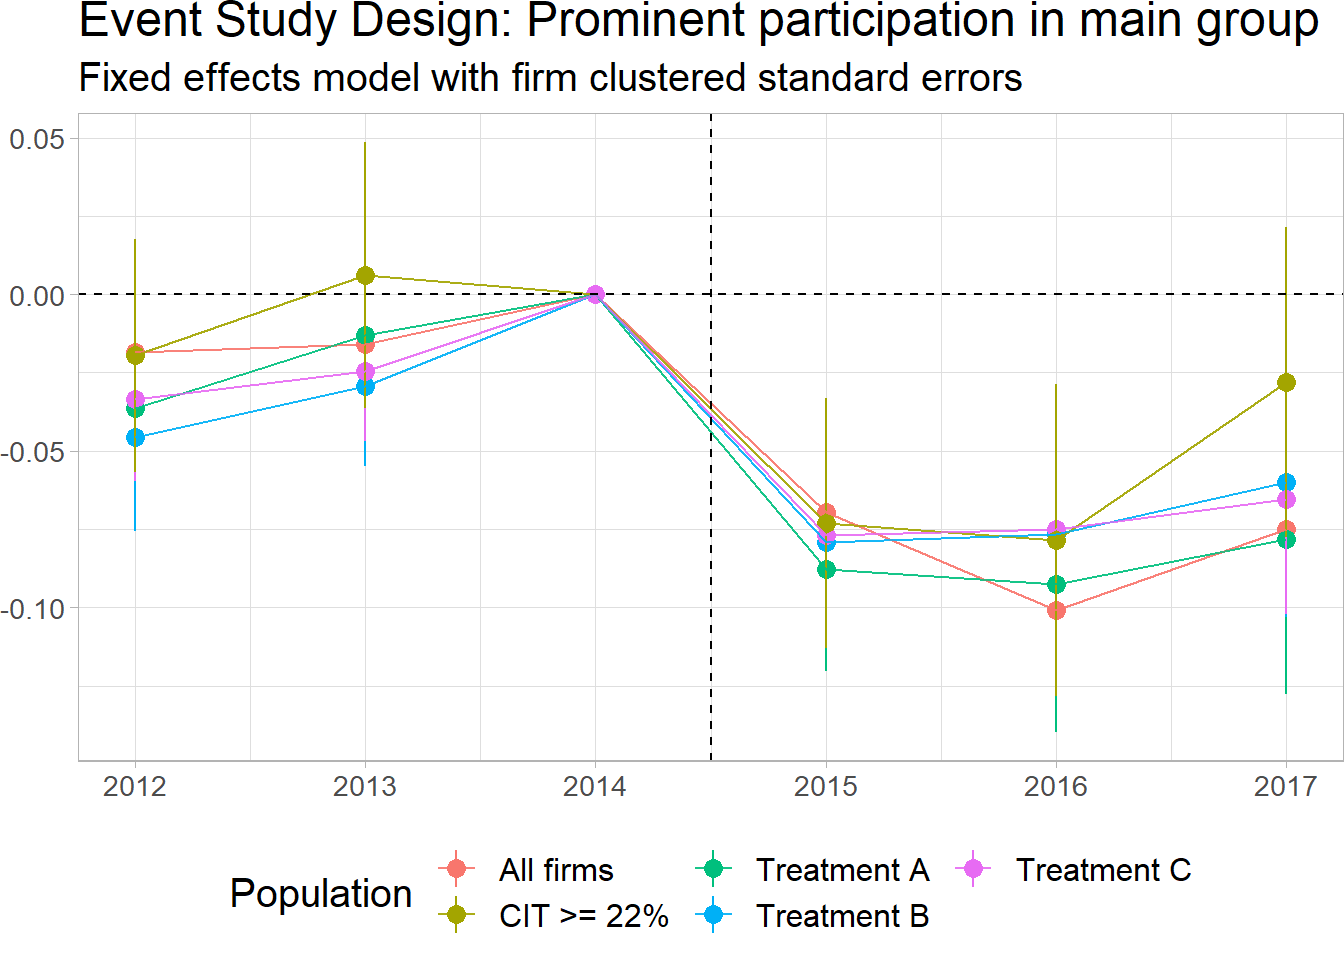 Event Study Design: Prominent participation in main group
Fixed effects model with firm clustered standard errors
0.05
0.00
-0.05
-0.10
2012 2013 2014 2015 2016 2017
Population
All firms Treatment A Treatment C
CIT >= 22% Treatment B